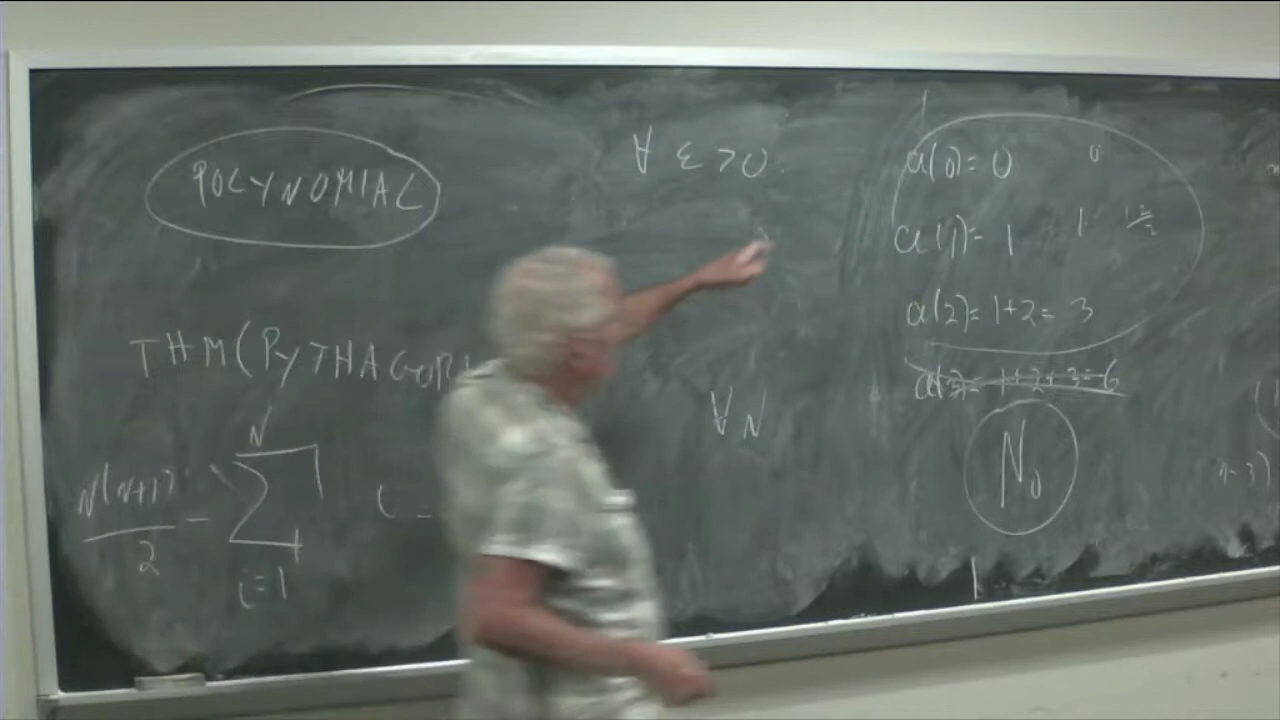 POLYNOMIAL
THM(PYTHAGOR
N(N+1)/2 = ∑ i=1 N i =
∀ ε >0.
∀ N
a(0)= 0 0
a(1)= 1 1
a(2)= 1+2= 3
a(3)= 1+2+3=6
N₀